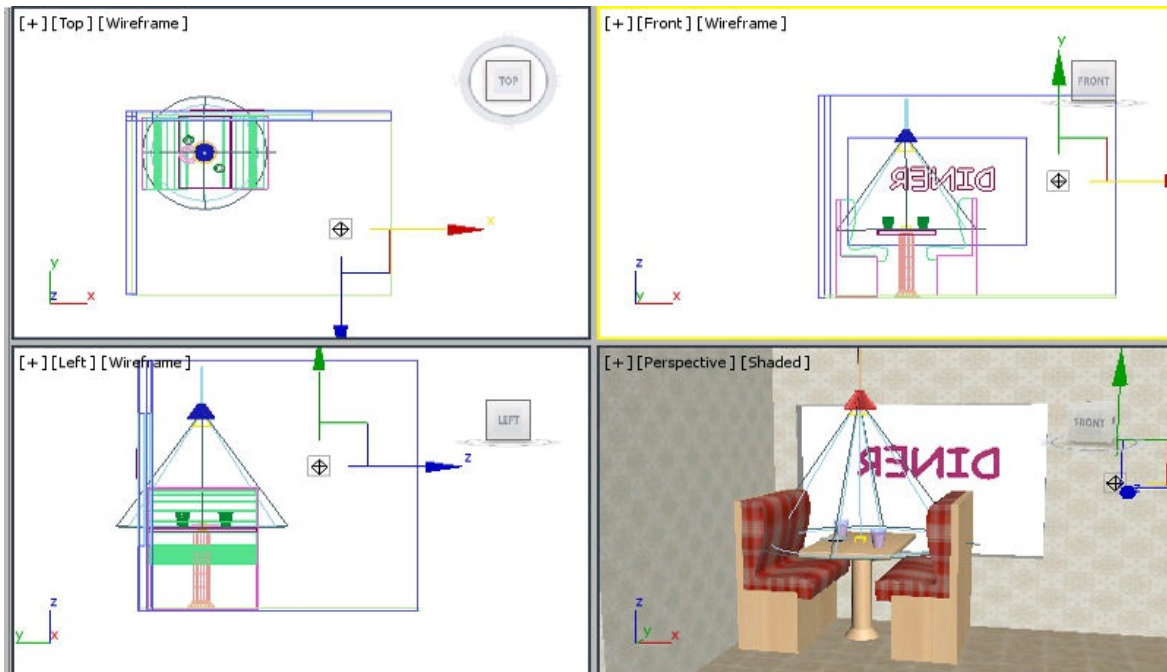 [+] [Top] [Wireframe]
TOP
y
z x
x
[+] [Front] [Wireframe]
FRONT
y
DINER
z
y x
[+] [Left] [Wireframe]
LEFT
z
z
y x
[+] [Perspective] [Shaded]
FRONT
DINER
z
y x